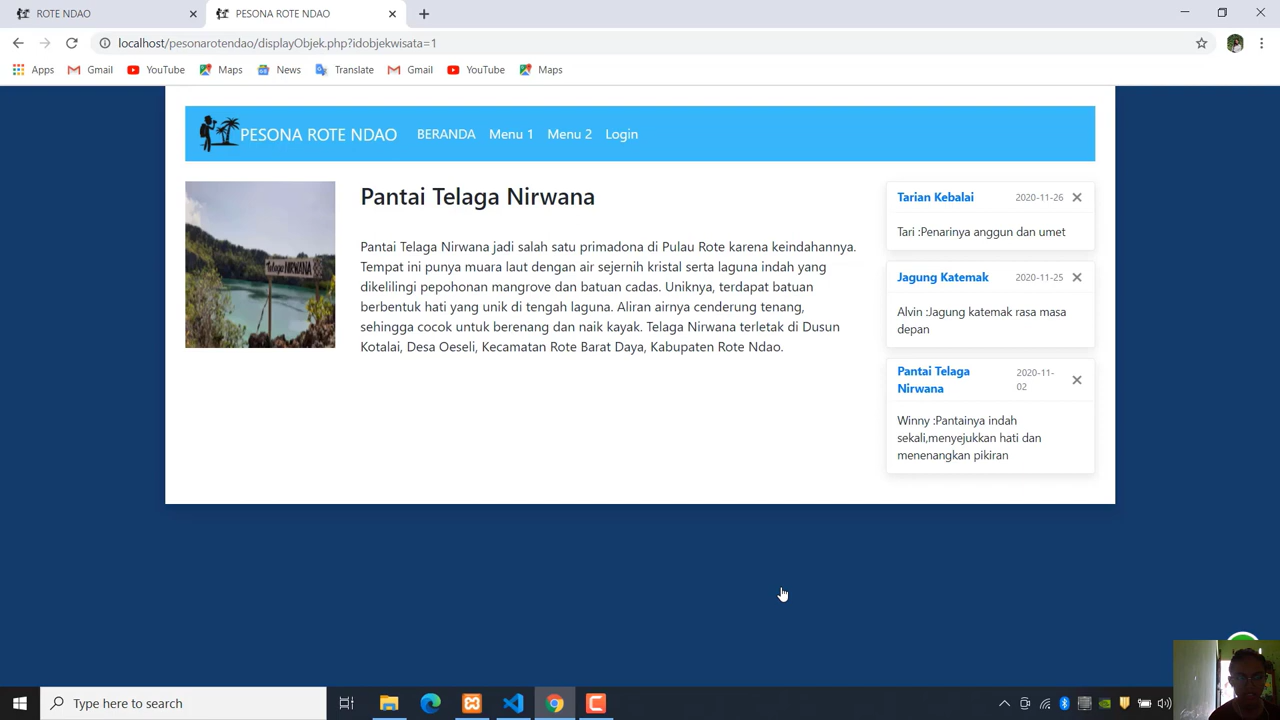 ROTE NDAO
PESONA ROTE NDAO
localhost/pesonarotendao/displayObjek.php?idobjekwisata=1
Apps Gmail YouTube Maps News Translate Gmail YouTube Maps
PESONA ROTE NDAO BERANDA Menu 1 Menu 2 Login
Telaga NIRWANA
Pantai Telaga Nirwana
Pantai Telaga Nirwana jadi salah satu primadona di Pulau Rote karena keindahannya.
Tempat ini punya muara laut dengan air sejernih kristal serta laguna indah yang
dikelilingi pepohonan mangrove dan batuan cadas. Uniknya, terdapat batuan
berbentuk hati yang unik di tengah laguna. Aliran airnya cenderung tenang,
sehingga cocok untuk berenang dan naik kayak. Telaga Nirwana terletak di Dusun
Kotalai, Desa Oeseli, Kecamatan Rote Barat Daya, Kabupaten Rote Ndao.
Tarian Kebalai 2020-11-26
Tari :Penarinya anggun dan umet
Jagung Katemak 2020-11-25
Alvin :Jagung katemak rasa masa
depan
Pantai Telaga 2020-11-
Nirwana 02
Winny :Pantainya indah
sekali,menyejukkan hati dan
menenangkan pikiran
Type here to search